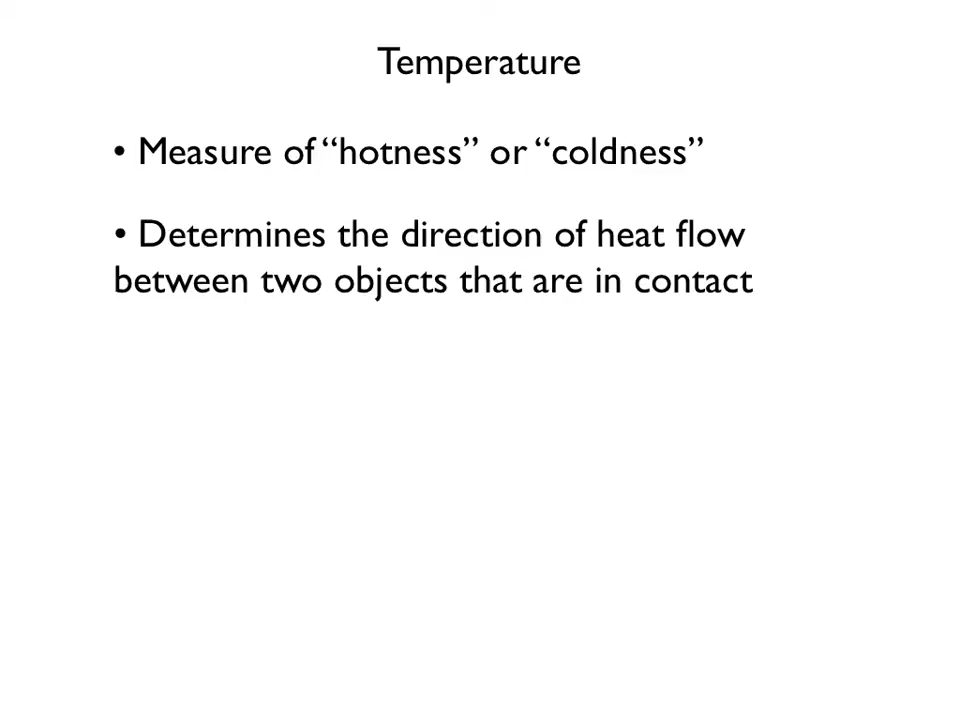 Temperature
• Measure of “hotness” or “coldness”
• Determines the direction of heat flow
between two objects that are in contact